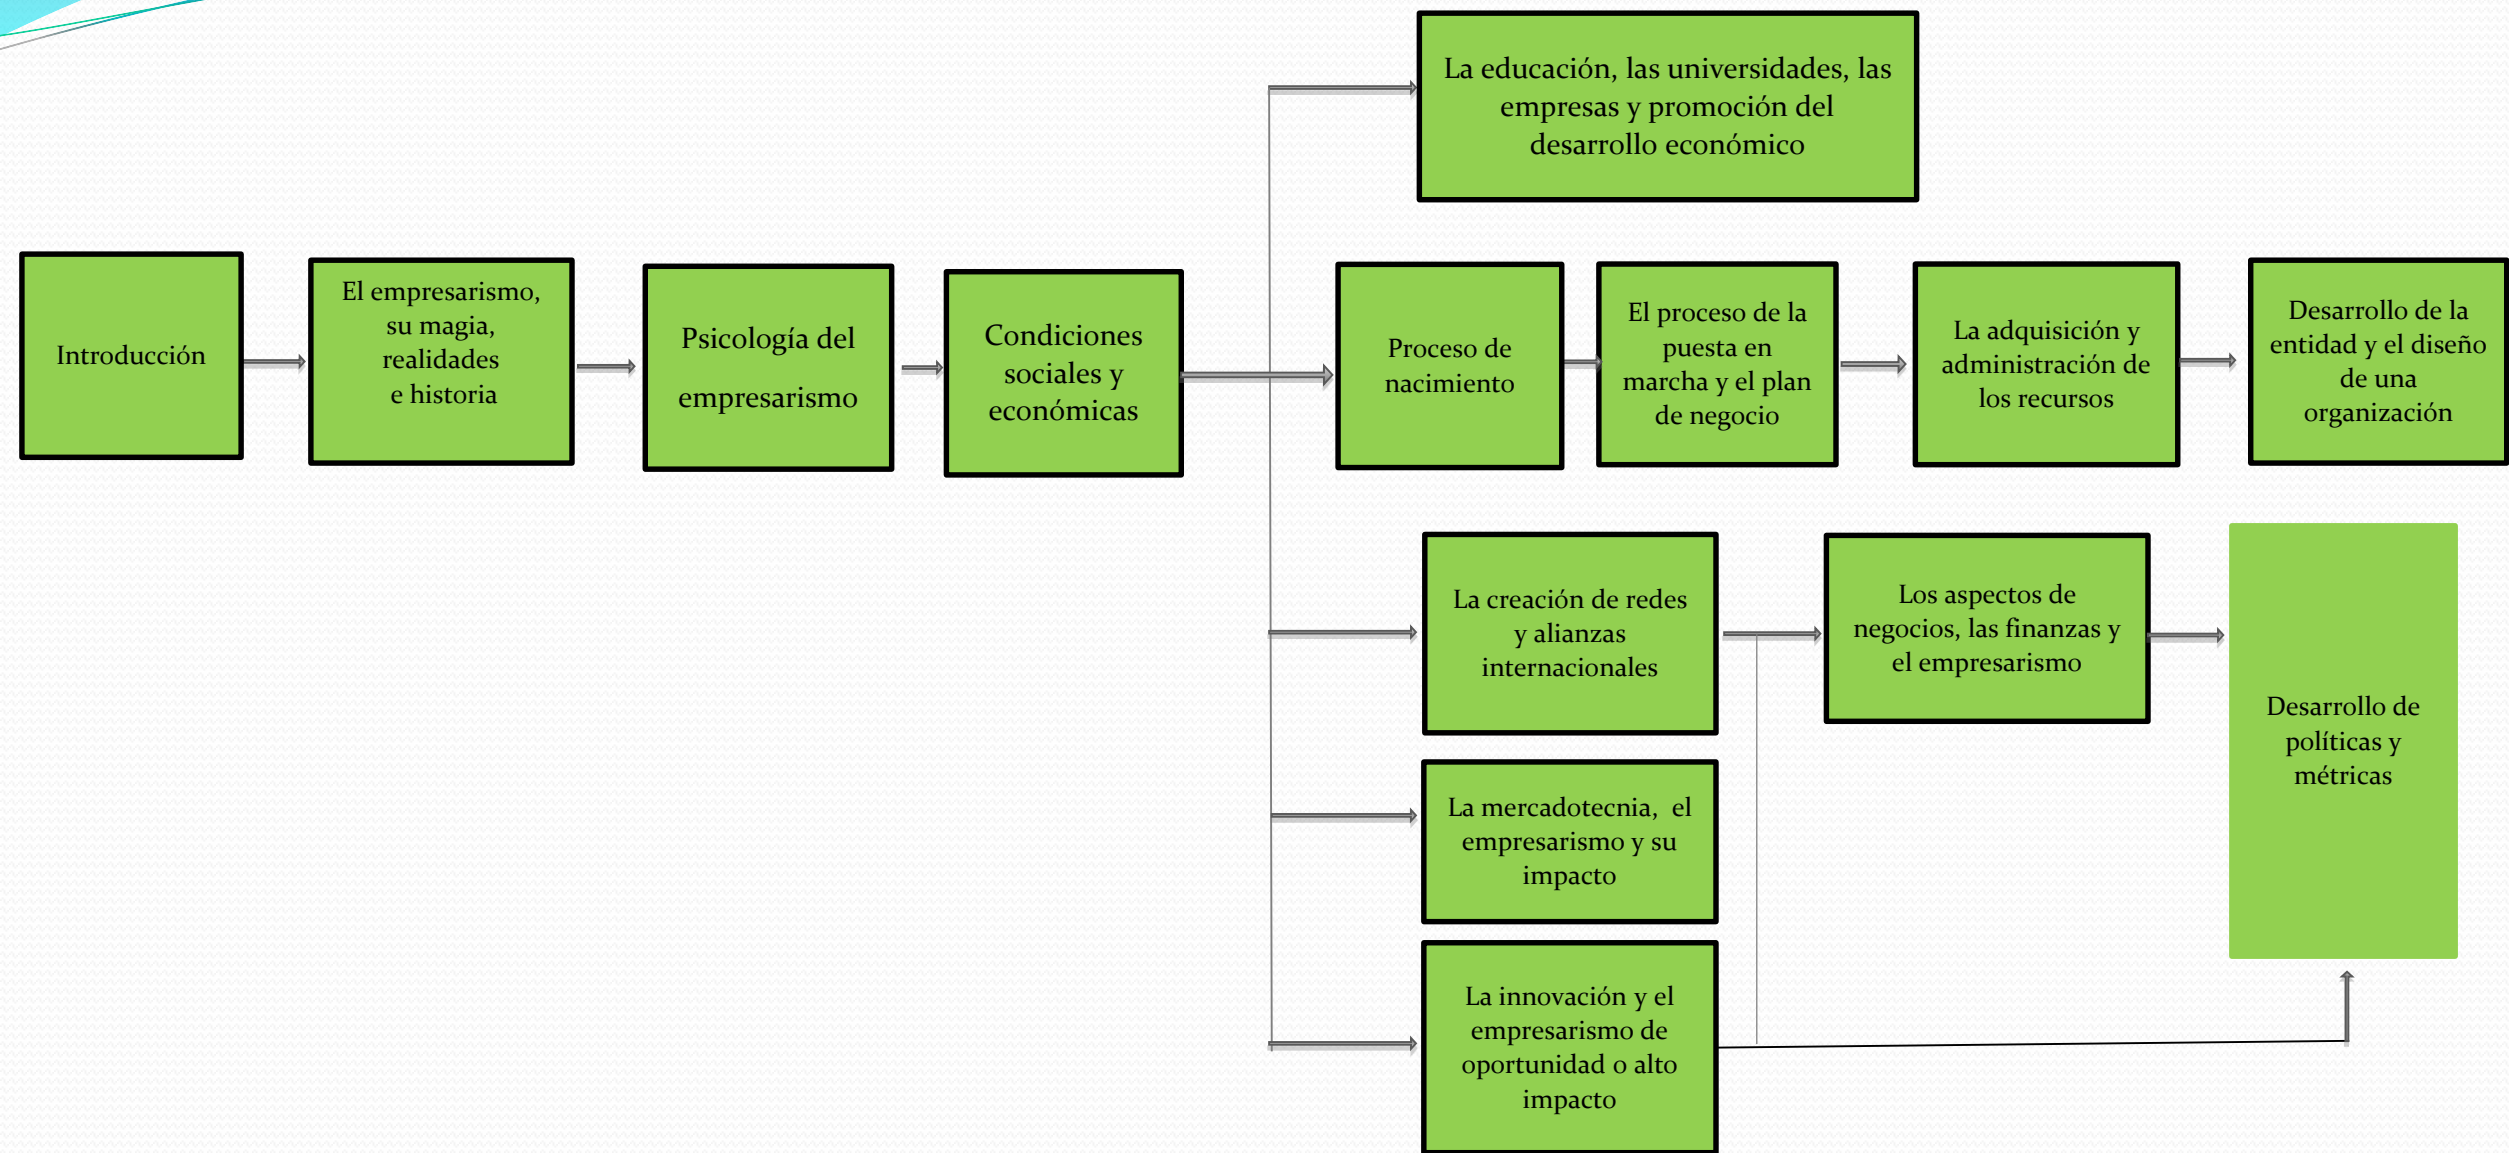 La educación, las universidades, las
empresas y promoción del
desarrollo económico
Introducción
El empresarismo,
su magia,
realidades
e historia
Psicología del
empresarismo
Condiciones
sociales y
económicas
Proceso de
nacimiento
El proceso de la
puesta en
marcha y el plan
de negocio
La adquisición y
administración de
los recursos
Desarrollo de la
entidad y el diseño
de una
organización
La creación de redes
y alianzas
internacionales
Los aspectos de
negocios, las finanzas y
el empresarismo
Desarrollo de
políticas y
métricas
La mercadotecnia, el
empresarismo y su
impacto
La innovación y el
empresarismo de
oportunidad o alto
impacto